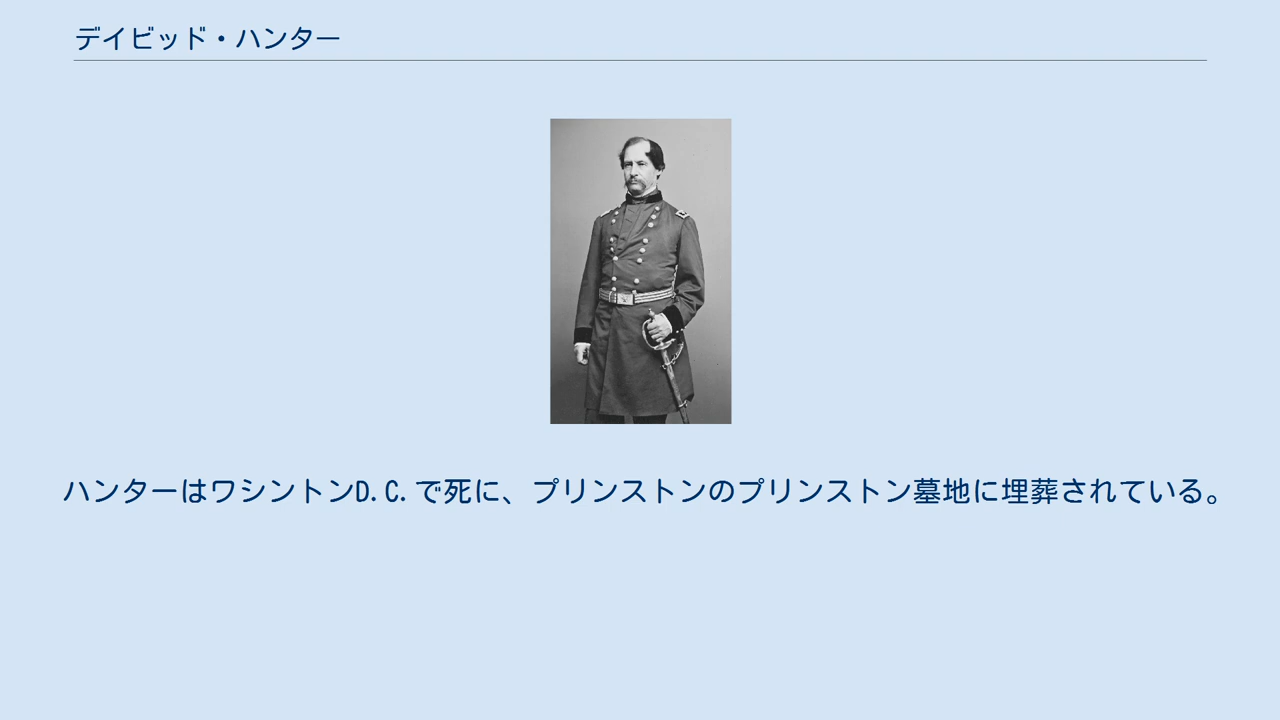 デイビッド・ハンター
ハンターはワシントンD.C.で死に、プリンストンのプリンストン墓地に埋葬されている。